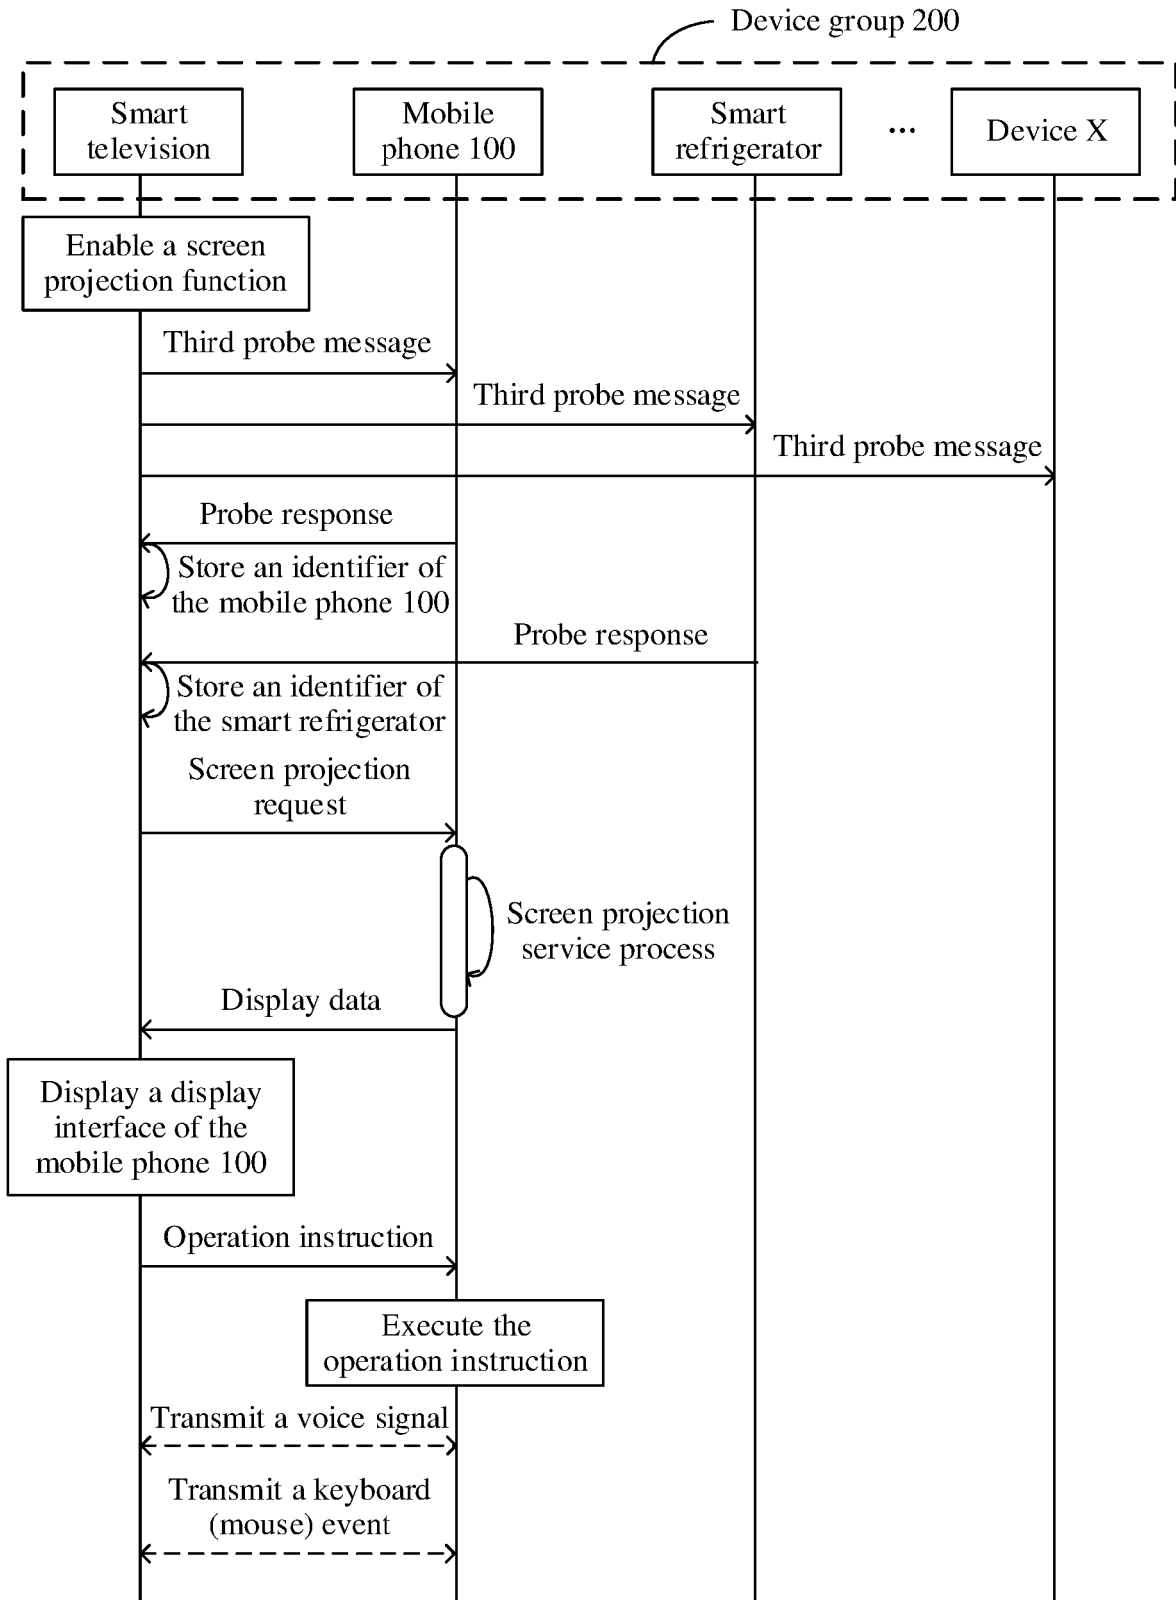 Device group 200
Smart
television
Mobile
phone 100
Smart
refrigerator
...
Device X
Enable a screen
projection function
Third probe message
Third probe message
Third probe message
Probe response
Store an identifier of
the mobile phone 100
Probe response
Store an identifier of
the smart refrigerator
Screen projection
request
Screen projection
service process
Display data
Display a display
interface of the
mobile phone 100
Operation instruction
Execute the
operation instruction
Transmit a voice signal
Transmit a keyboard
(mouse) event